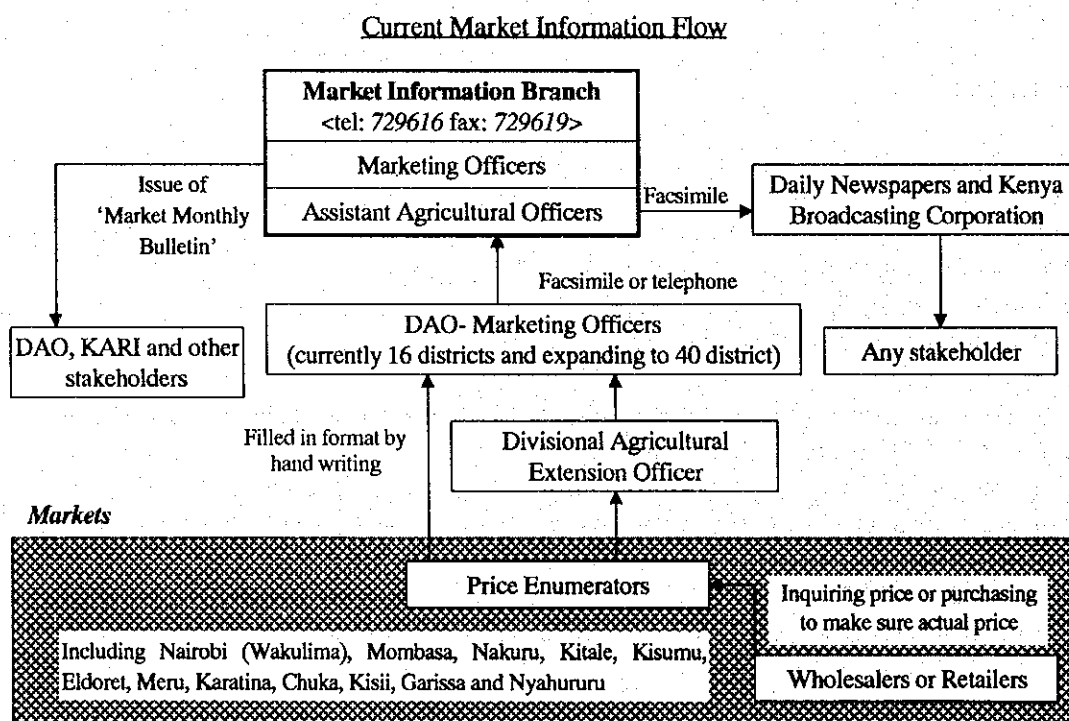 Current Market Information Flow
Market Information Branch
<tel: 729616 fax: 729619>
Marketing Officers
Assistant Agricultural Officers
Issue of
‘Market Monthly
Bulletin’
Facsimile
Daily Newspapers and Kenya
Broadcasting Corporation
Facsimile or telephone
DAO, KARI and other
stakeholders
DAO- Marketing Officers
(currently 16 districts and expanding to 40 district)
Any stakeholder
Filled in format by
hand writing
Divisional Agricultural
Extension Officer
Markets
Price Enumerators
Inquiring price or purchasing
to make sure actual price
Including Nairobi (Wakulima), Mombasa, Nakuru, Kitale, Kisumu,
Eldoret, Meru, Karatina, Chuka, Kisii, Garissa and Nyahururu
Wholesalers or Retailers